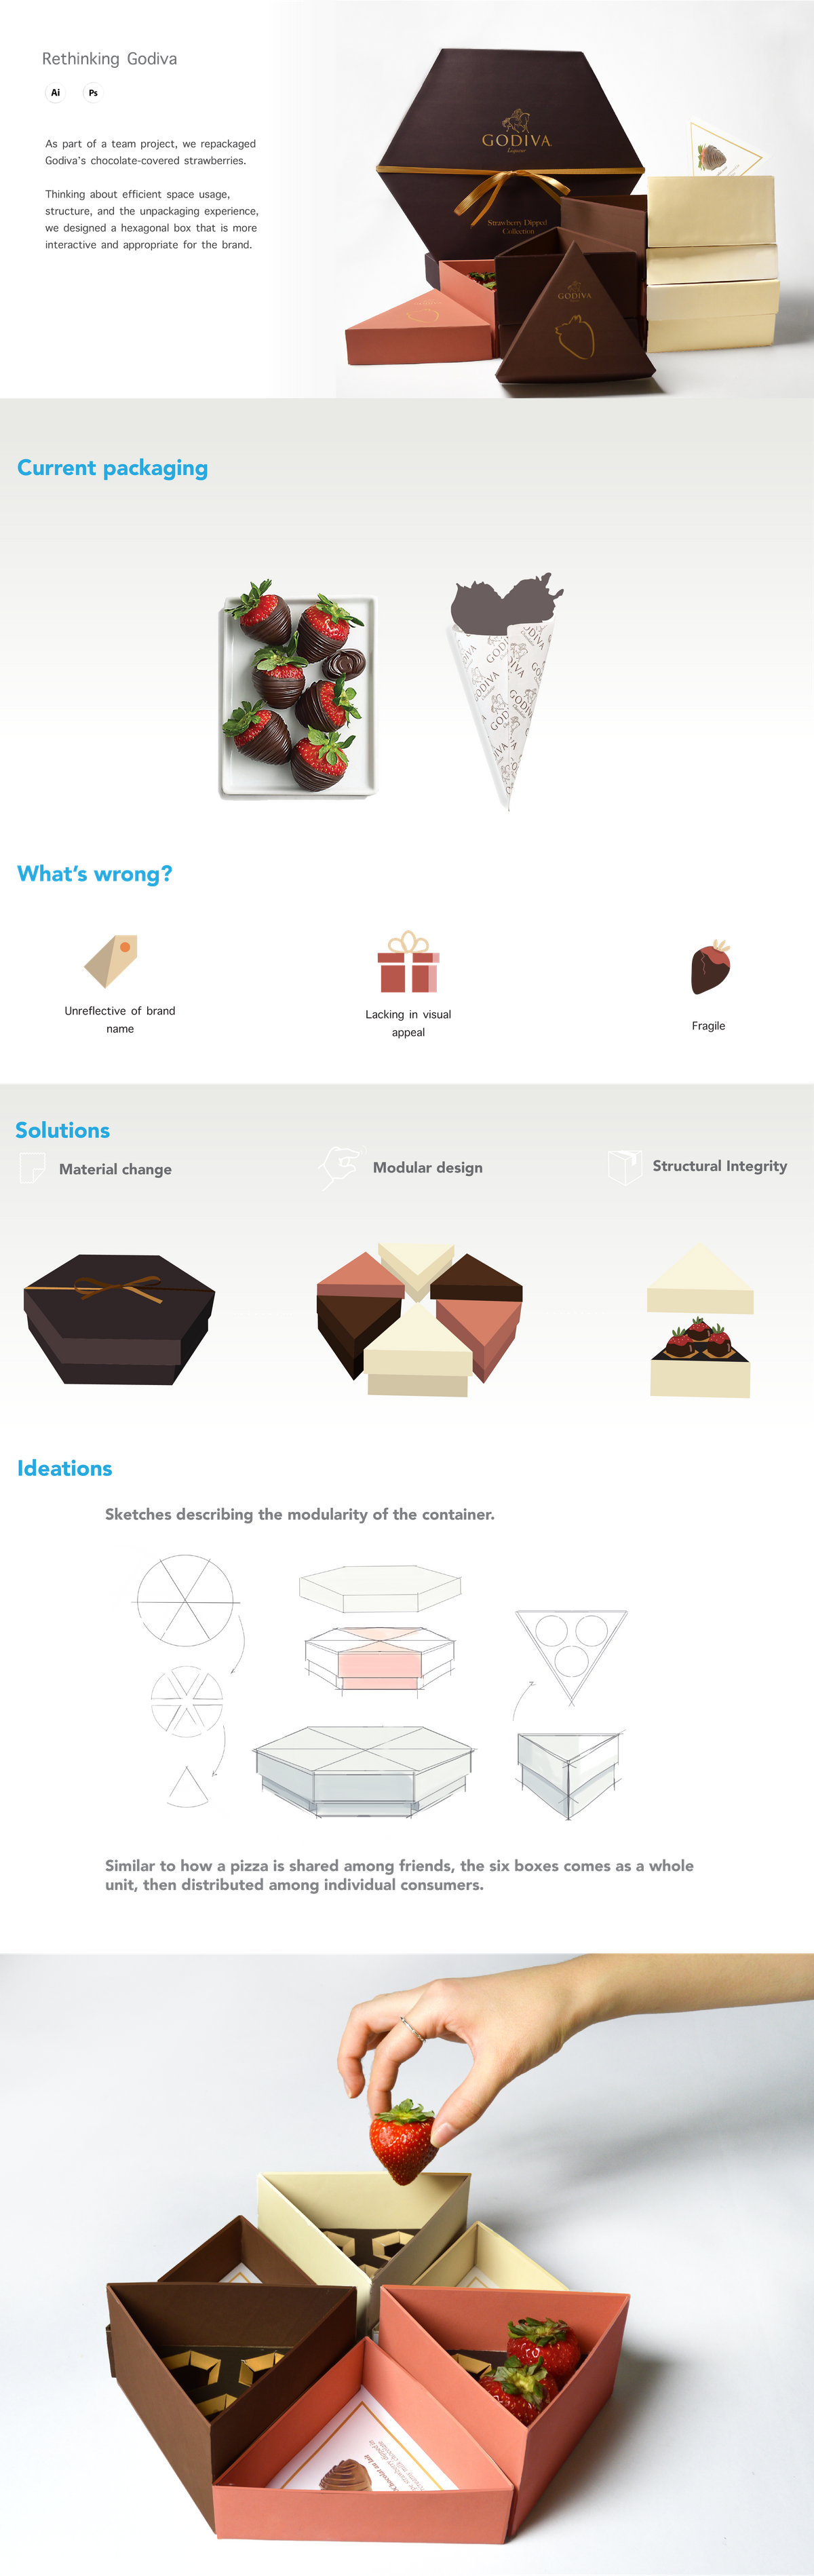 Rethinking Godiva
Ai
Ps
As part of a team project, we repackaged
Godiva's chocolate-covered strawberries.
Thinking about efficient space usage,
structure, and the unpackaging experience,
we designed a hexagonal box that is more
interactive and appropriate for the brand.
GODIVA
Liqueur
Strawberry Dipped
Collection
GODIVA
Current packaging
GODIVA
GODIVA
GODIVA
GODIVA
What's wrong?
Unreflective of brand
name
Lacking in visual
appeal
Fragile
Solutions
Material change
Modular design
Structural Integrity
Ideations
Sketches describing the modularity of the container.
Similar to how a pizza is shared among friends, the six boxes comes as a whole
unit, then distributed among individual consumers.